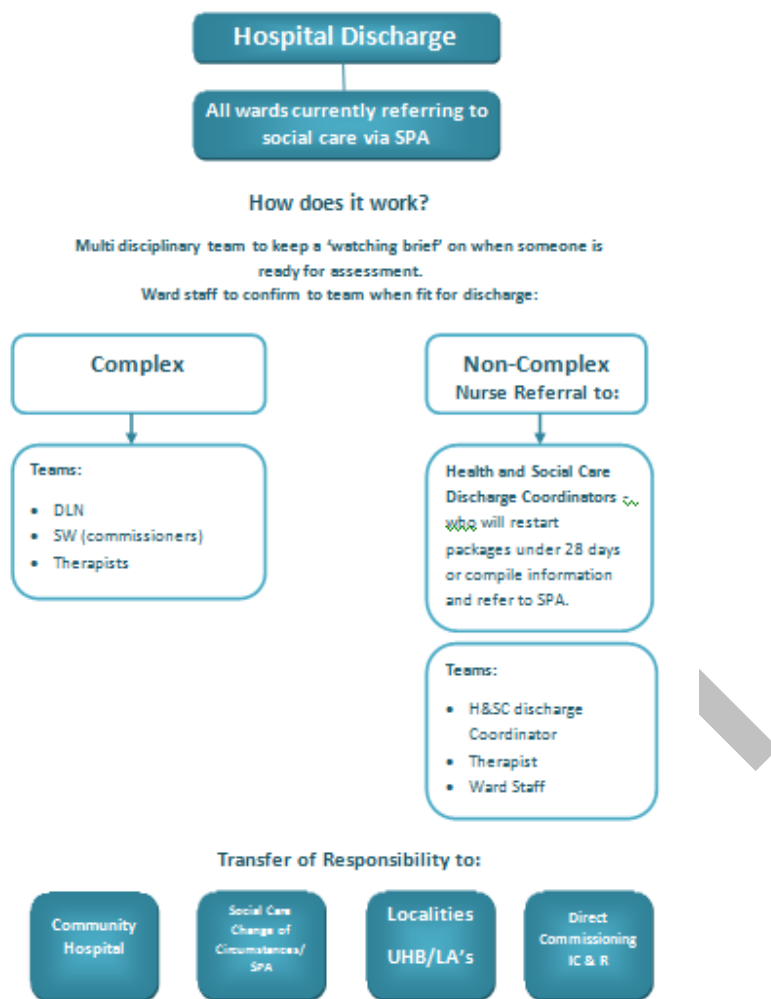 Hospital Discharge
All wards currently referring to
social care via SPA
How does it work?
Multi disciplinary team to keep a 'watching brief' on when someone is
ready for assessment.
Ward staff to confirm to team when fit for discharge:
Complex
Teams:
• DLN
• SW (commissioners)
• Therapists
Non-Complex
Nurse Referral to:
Health and Social Care
Discharge Coordinators -
who will restart
packages under 28 days
or compile information
and refer to SPA.
Teams:
• H&SC discharge
Coordinator
• Therapist
• Ward Staff
Transfer of Responsibility to:
Community
Hospital
Social Care
Change of
Circumstances/
SPA
Localities
UHB/LA's
Direct
Commissioning
IC & R